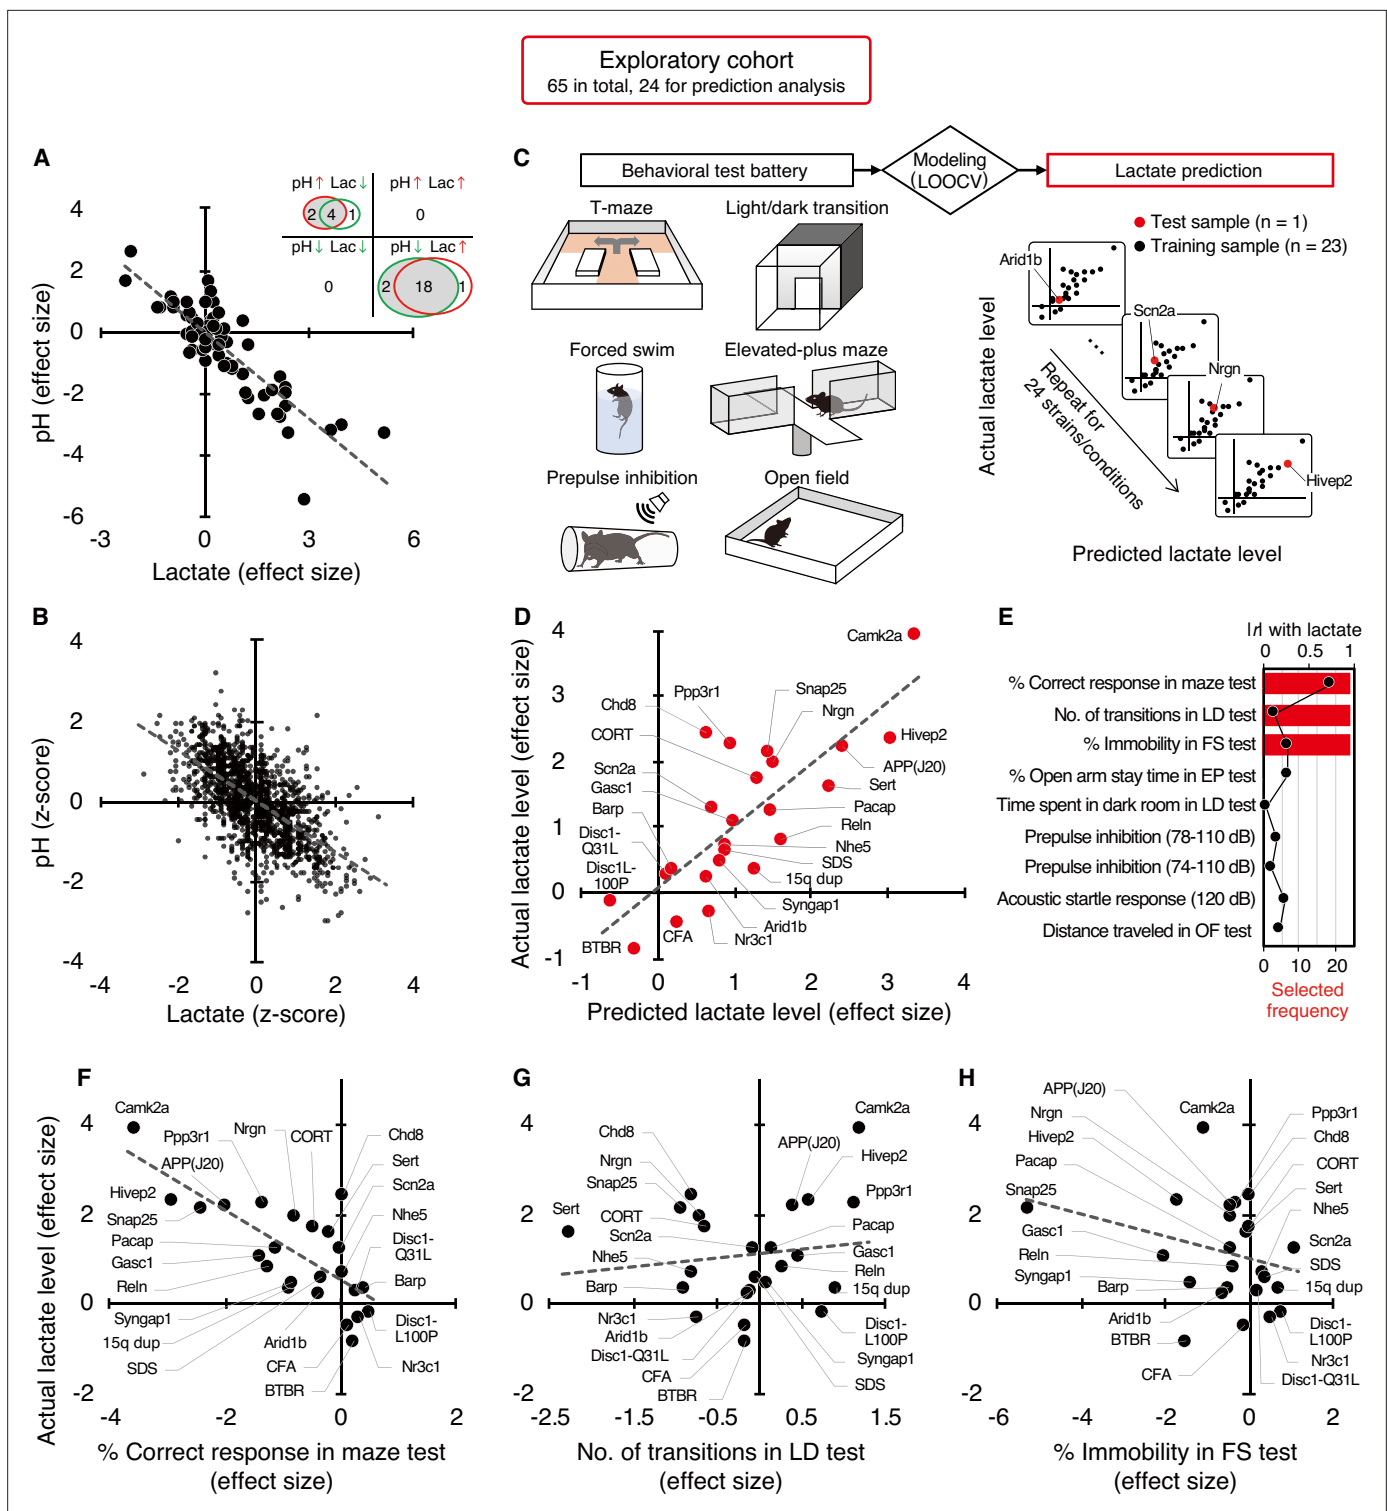 Exploratory cohort
65 in total, 24 for prediction analysis
A
pH↑ Lac↓
pH↑ Lac↑
2 4 1
0
pH↓ Lac↓
pH↓ Lac↑
0
2 18 1
4
2
0
-2
-4
-6
-3 0 3 6
pH (effect size)
Lactate (effect size)
B
4
2
0
-2
-4
-4 -2 0 2 4
pH (z-score)
Lactate (z-score)
C
Behavioral test battery
Modeling
(LOOCV)
Lactate prediction
T-maze
Light/dark transition
Forced swim
Elevated-plus maze
Prepulse inhibition
Open field
Test sample (n = 1)
Training sample (n = 23)
Arid1b
Scn2a
Nrgn
Hivep2
Repeat for
24 strains/conditions
Actual lactate level
Predicted lactate level
D
4
3
2
1
0
-1
-1 0 1 2 3 4
Actual lactate level (effect size)
Predicted lactate level (effect size)
Camk2a
Snap25
Ppp3r1
Nrgn
Chd8
CORT
Hivep2
APP(J20)
Scn2a
Sert
Gasc1
Pacap
Barp
Reln
Disc1-
Q31L
Nhe5
SDS
Disc1L-
100P
15q dup
Syngap1
Arid1b
Nr3c1
CFA
BTBR
E
|r| with lactate
0 0.5 1
% Correct response in maze test
No. of transitions in LD test
% Immobility in FS test
% Open arm stay time in EP test
Time spent in dark room in LD test
Prepulse inhibition (78-110 dB)
Prepulse inhibition (74-110 dB)
Acoustic startle response (120 dB)
Distance traveled in OF test
0 10 20
Selected
frequency
F
4
2
0
-2
-4 -2 0 2
Actual lactate level (effect size)
% Correct response in maze test
(effect size)
Camk2a
Ppp3r1
Nrgn
CORT
Chd8
APP(J20)
Sert
Hivep2
Scn2a
Snap25
Nhe5
Pacap
Disc1-
Q31L
Gasc1
Reln
Barp
Syngap1
15q dup
SDS
Arid1b
Disc1-
L100P
CFA
Nr3c1
BTBR
G
4
2
0
-2
-2.5 -1.5 -0.5 0.5 1.5
No. of transitions in LD test
(effect size)
Camk2a
Chd8
APP(J20)
Nrgn
Hivep2
Snap25
Ppp3r1
Sert
CORT
Scn2a
Pacap
Nhe5
Gasc1
Reln
Barp
15q dup
Nr3c1
Arid1b
Disc1-
L100P
Disc1-Q31L
Syngap1
CFA
SDS
BTBR
H
4
2
0
-2
-6 -4 -2 0 2
% Immobility in FS test
(effect size)
APP(J20)
Camk2a
Nrgn
Ppp3r1
Hivep2
Chd8
Pacap
CORT
Snap25
Sert
Nhe5
Gasc1
Scn2a
Reln
SDS
Syngap1
Barp
15q dup
Arid1b
BTBR
Disc1-
L100P
CFA
Nr3c1
Disc1-Q31L